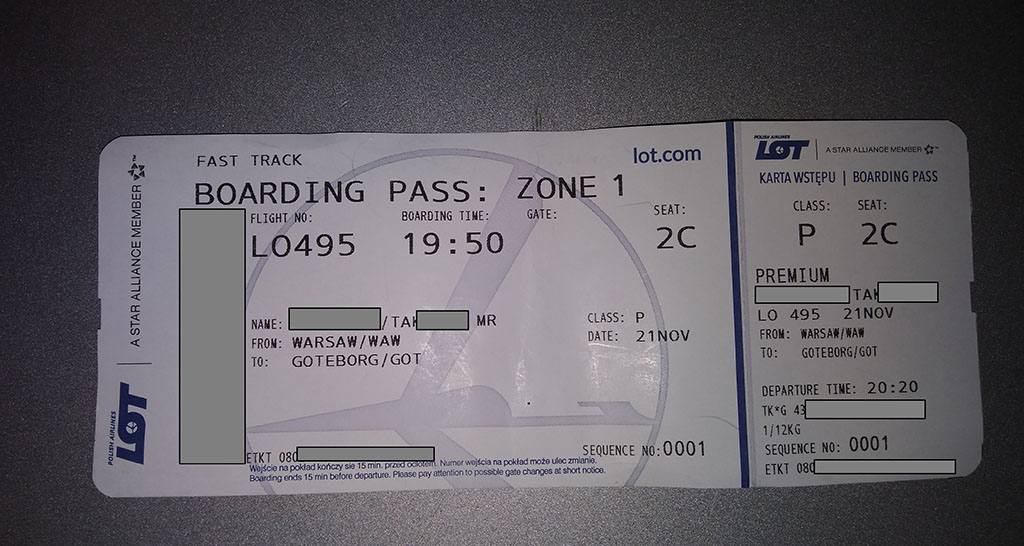 A STAR ALLIANCE MEMBER
POLISH AIRLINES
LOT
FAST TRACK
lot.com
BOARDING PASS: ZONE 1
FLIGHT NO: BOARDING TIME: GATE: SEAT:
LO495 19:50 2C
NAME: /TAK MR CLASS: P
FROM: WARSAW/WAW DATE: 21NOV
TO: GOTEBORG/GOT
ETKT 080 SEQUENCE NO: 0001
Wejście na pokład kończy się 15 min. przed odlotem. Numer wejścia na pokład może ulec zmianie.
Boarding ends 15 min before departure. Please pay attention to possible gate changes at short notice.
POLISH AIRLINES
LOT A STAR ALLIANCE MEMBER
KARTA WSTĘPU | BOARDING PASS
CLASS: SEAT:
P 2C
PREMIUM
TAK
LO 495 21NOV
FROM: WARSAW/WAW
TO: GOTEBORG/GOT
DEPARTURE TIME: 20:20
TK*G 43
1/12KG
SEQUENCE NO: 0001
ETKT 080